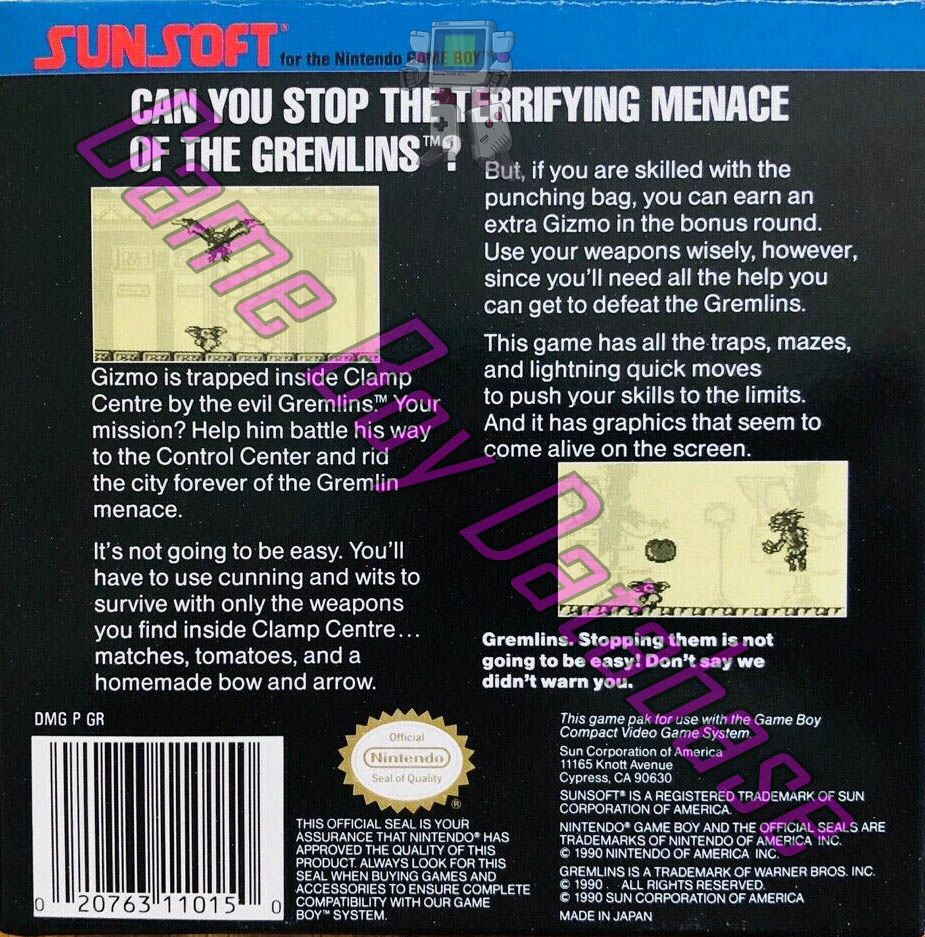 SUNSOFT® for the Nintendo GAME BOY™
CAN YOU STOP THE TERRIFYING MENACE
OF THE GREMLINS™?
Gizmo is trapped inside Clamp
Centre by the evil Gremlins.™ Your
mission? Help him battle his way
to the Control Center and rid
the city forever of the Gremlin
menace.
It's not going to be easy. You'll
have to use cunning and wits to
survive with only the weapons
you find inside Clamp Centre...
matches, tomatoes, and a
homemade bow and arrow.
But, if you are skilled with the
punching bag, you can earn an
extra Gizmo in the bonus round.
Use your weapons wisely, however,
since you'll need all the help you
can get to defeat the Gremlins.
This game has all the traps, mazes,
and lightning quick moves
to push your skills to the limits.
And it has graphics that seem to
come alive on the screen.
Gremlins. Stopping them is not
going to be easy! Don't say we
didn't warn you.
DMG P GR
0 20763 11015 0
Official
Nintendo
Seal of Quality
®
THIS OFFICIAL SEAL IS YOUR
ASSURANCE THAT NINTENDO® HAS
APPROVED THE QUALITY OF THIS
PRODUCT. ALWAYS LOOK FOR THIS
SEAL WHEN BUYING GAMES AND
ACCESSORIES TO ENSURE COMPLETE
COMPATIBILITY WITH OUR GAME
BOY™ SYSTEM.
This game pak for use with the Game Boy
Compact Video Game System.
Sun Corporation of America
11165 Knott Avenue
Cypress, CA 90630
SUNSOFT® IS A REGISTERED TRADEMARK OF SUN
CORPORATION OF AMERICA.
NINTENDO® GAME BOY AND THE OFFICIAL SEALS ARE
TRADEMARKS OF NINTENDO OF AMERICA INC.
© 1990 NINTENDO OF AMERICA INC.
GREMLINS IS A TRADEMARK OF WARNER BROS. INC.
© 1990. ALL RIGHTS RESERVED.
© 1990 SUN CORPORATION OF AMERICA
MADE IN JAPAN
Game Boy Database